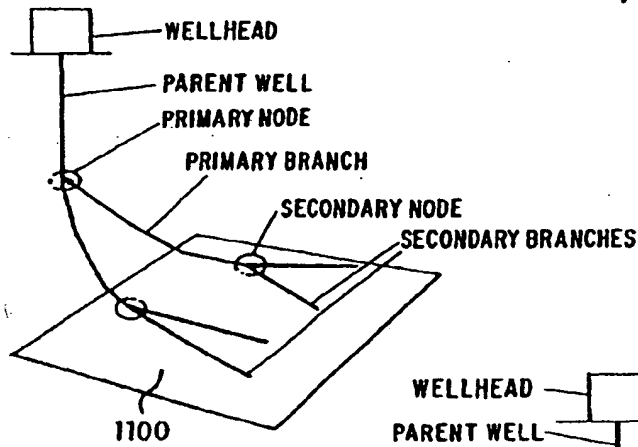 WELLHEAD
PARENT WELL
PRIMARY NODE
PRIMARY BRANCH
SECONDARY NODE
SECONDARY BRANCHES
1100
WELLHEAD
PARENT WELL